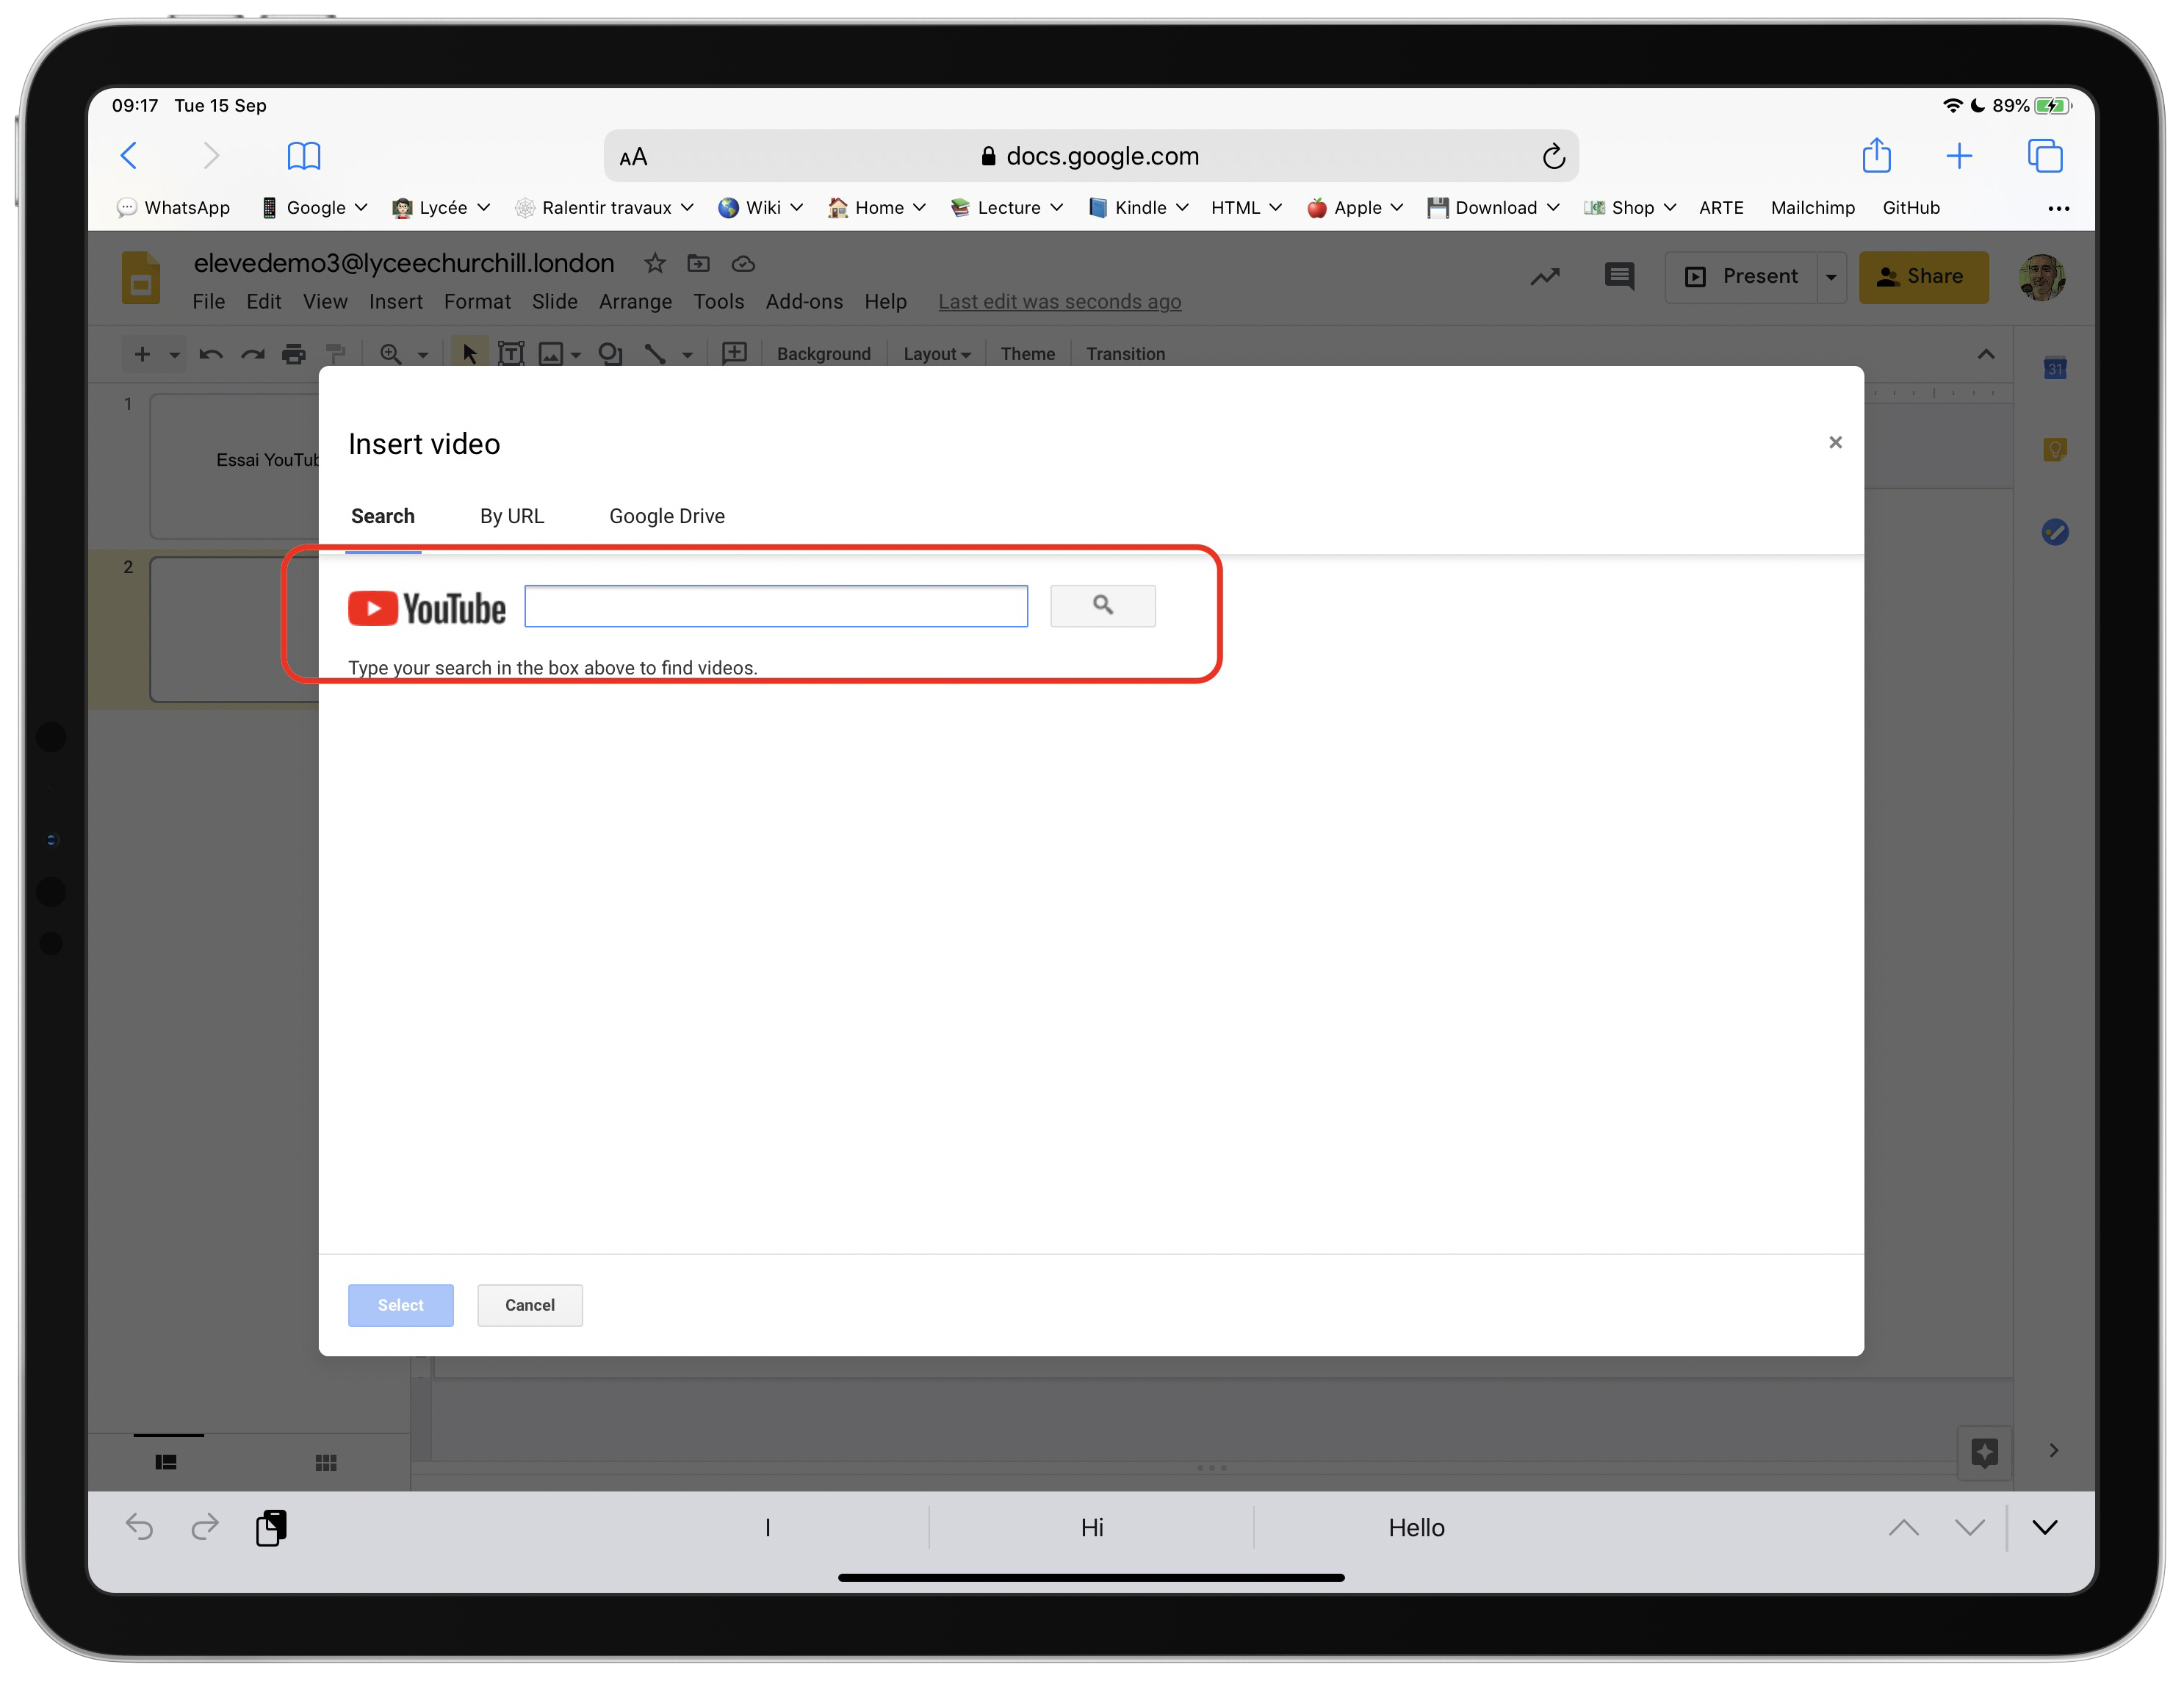 09:17 Tue 15 Sep 89%
AA docs.google.com
WhatsApp Google Lycée Ralentir travaux Wiki Home Lecture Kindle HTML Apple Download Shop ARTE Mailchimp GitHub
elevedemo3@lyceechurchill.london
Present Share
File Edit View Insert Format Slide Arrange Tools Add-ons Help Last edit was seconds ago
Background Layout Theme Transition
31
1
Essai YouTub
2
Insert video
Search By URL Google Drive
YouTube
Type your search in the box above to find videos.
Select Cancel
I Hi Hello